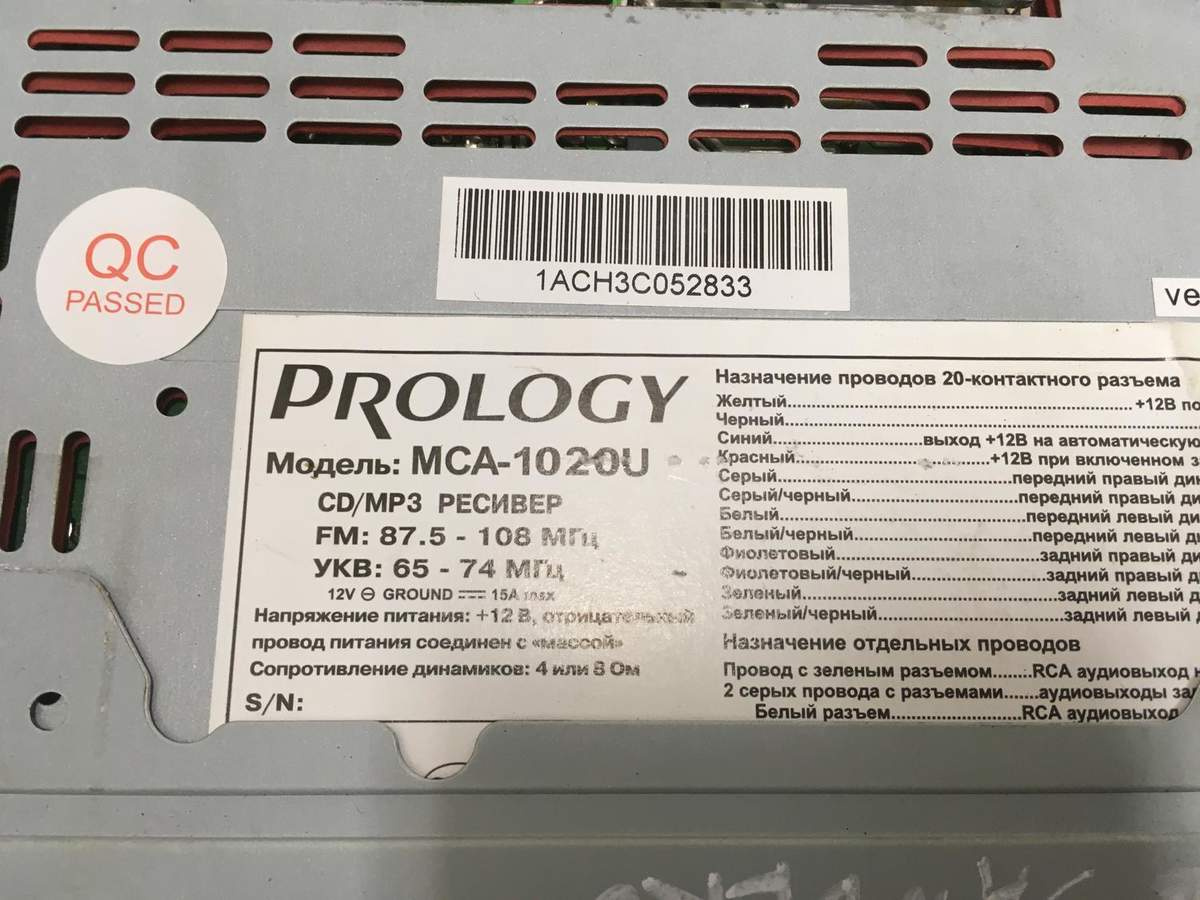 QC
PASSED
1ACH3C052833
ve
PROLOGY
Модель: MCA-1020U
CD/MP3 РЕСИВЕР
FM: 87.5 - 108 МГц
УКВ: 65 - 74 МГц
12V ⊖ GROUND ⎓ 15A max
Напряжение питания: +12 В, отрицательный
провод питания соединен с «массой»
Сопротивление динамиков: 4 или 8 Ом
S/N:
Назначение проводов 20-контактного разъема
Желтый...+12В по
Черный...
Синий...выход +12В на автоматическую
Красный...+12В при включенном з
Серый...передний правый дин
Серый/черный...передний правый ди
Белый...передний левый ди
Белый/черный...передний левый ди
Фиолетовый...задний правый ди
Фиолетовый/черный...задний правый д
Зеленый...задний левый д
Зеленый/черный...задний левый д
Назначение отдельных проводов
Провод с зеленым разъемом...RCA аудиовыход н
2 серых провода с разъемами...аудиовыходы за
Белый разъем...RCA аудиовыход